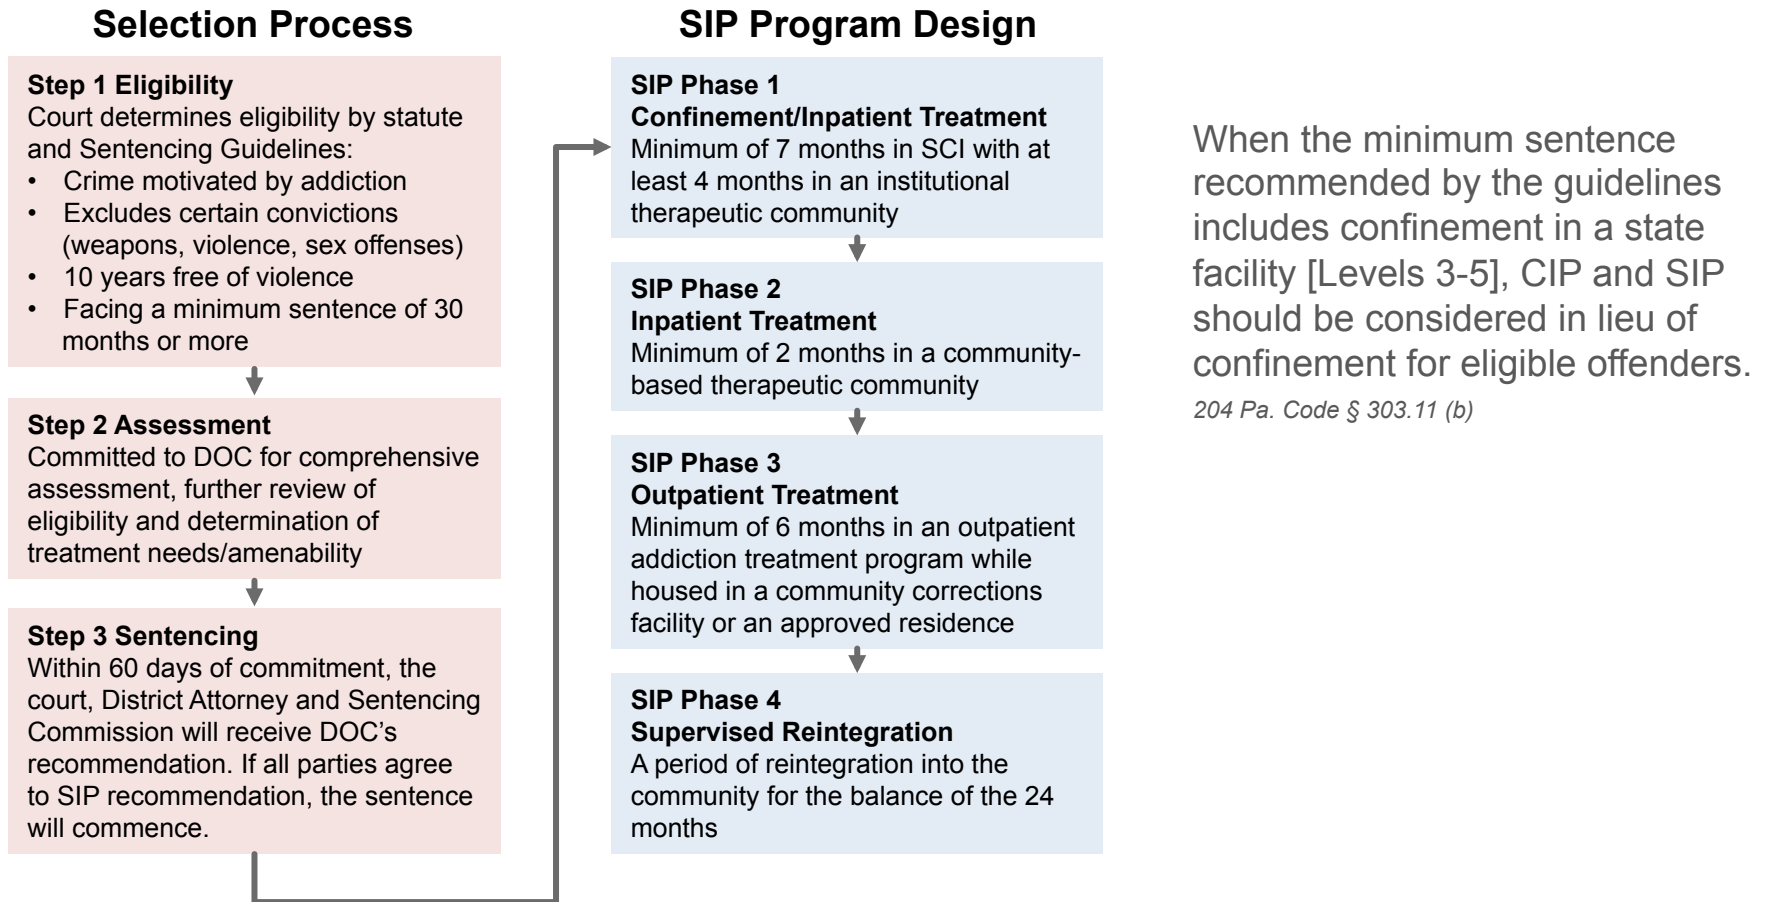 Selection Process
Step 1 Eligibility
Court determines eligibility by statute
and Sentencing Guidelines:
• Crime motivated by addiction
• Excludes certain convictions
(weapons, violence, sex offenses)
• 10 years free of violence
• Facing a minimum sentence of 30
months or more
Step 2 Assessment
Committed to DOC for comprehensive
assessment, further review of
eligibility and determination of
treatment needs/amenability
Step 3 Sentencing
Within 60 days of commitment, the
court, District Attorney and Sentencing
Commission will receive DOC’s
recommendation. If all parties agree
to SIP recommendation, the sentence
will commence.
SIP Program Design
SIP Phase 1
Confinement/Inpatient Treatment
Minimum of 7 months in SCI with at
least 4 months in an institutional
therapeutic community
SIP Phase 2
Inpatient Treatment
Minimum of 2 months in a community-
based therapeutic community
SIP Phase 3
Outpatient Treatment
Minimum of 6 months in an outpatient
addiction treatment program while
housed in a community corrections
facility or an approved residence
SIP Phase 4
Supervised Reintegration
A period of reintegration into the
community for the balance of the 24
months
When the minimum sentence
recommended by the guidelines
includes confinement in a state
facility [Levels 3-5], CIP and SIP
should be considered in lieu of
confinement for eligible offenders.
204 Pa. Code § 303.11 (b)